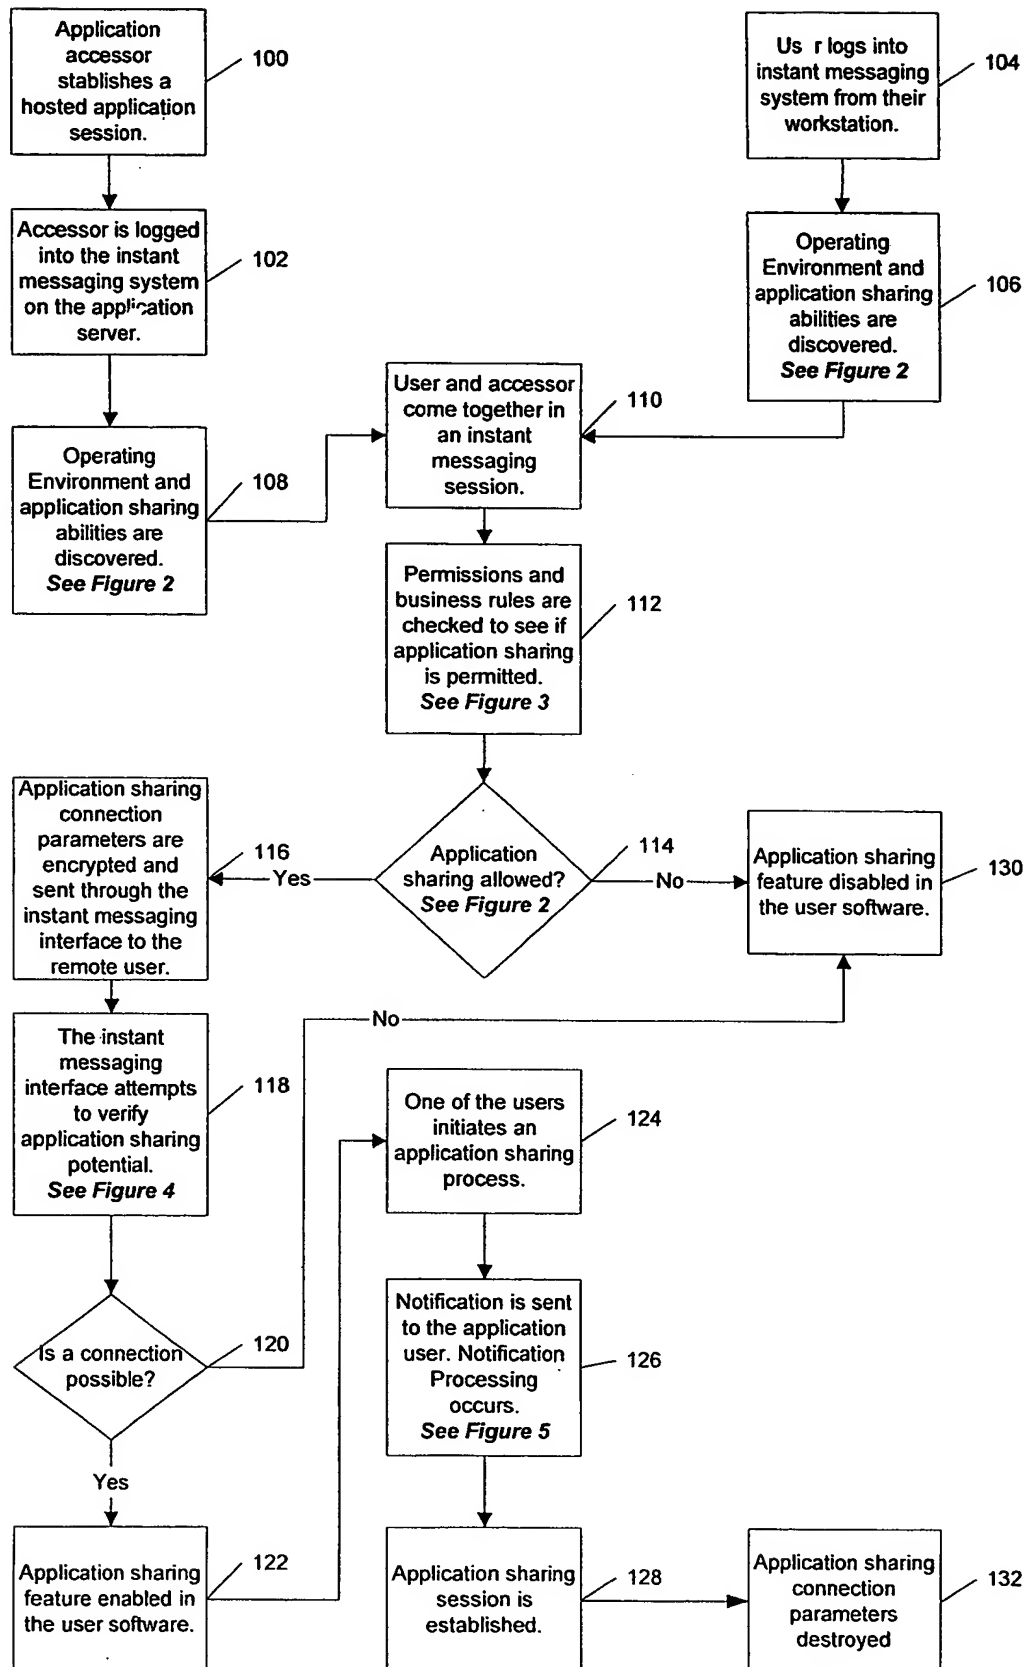 Application
accessor
stablishes a
hosted application
session.
100
Us r logs into
instant messaging
system from their
workstation.
104
Accessor is logged
into the instant
messaging system
on the application
server.
102
Operating
Environment and
application sharing
abilities are
discovered.
See Figure 2
106
Operating
Environment and
application sharing
abilities are
discovered.
See Figure 2
108
User and accessor
come together in
an instant
messaging
session.
110
Permissions and
business rules are
checked to see if
application sharing
is permitted.
See Figure 3
112
Application
sharing allowed?
See Figure 2
114
Yes
No
Application sharing
connection
parameters are
encrypted and
sent through the
instant messaging
interface to the
remote user.
116
Application sharing
feature disabled in
the user software.
130
The instant
messaging
interface attempts
to verify
application sharing
potential.
See Figure 4
118
No
Is a connection
possible?
120
Yes
Application sharing
feature enabled in
the user software.
122
One of the users
initiates an
application sharing
process.
124
Notification is sent
to the application
user. Notification
Processing
occurs.
See Figure 5
126
Application sharing
session is
established.
128
Application sharing
connection
parameters
destroyed
132